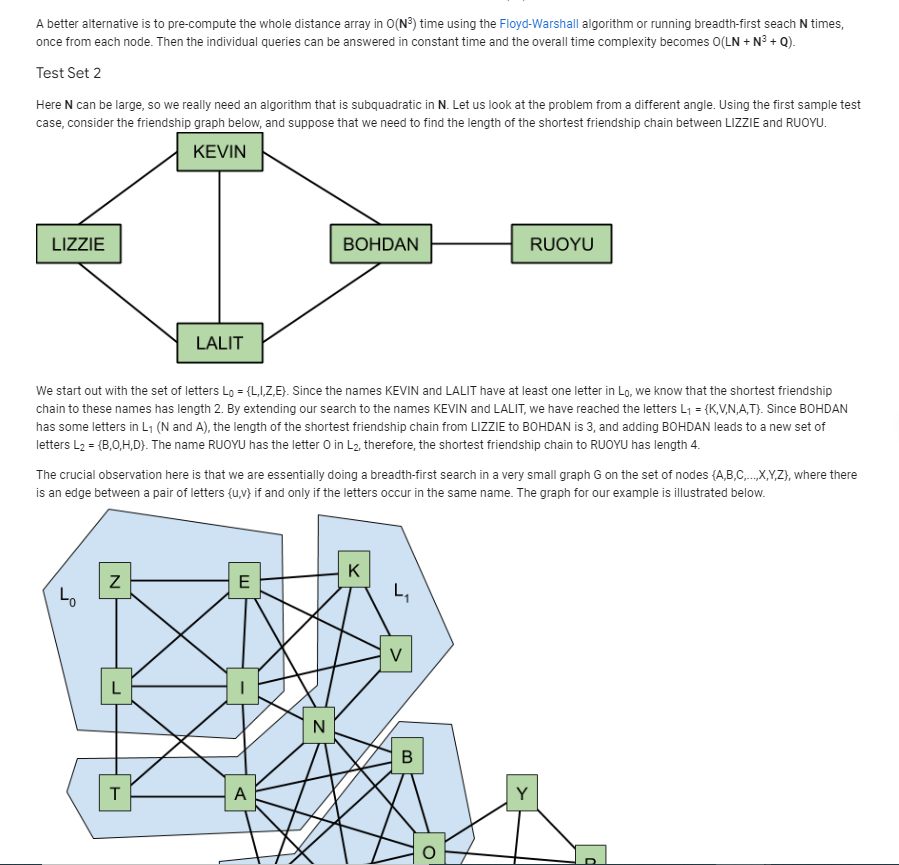 A better alternative is to pre-compute the whole distance array in O(N³) time using the Floyd-Warshall algorithm or running breadth-first seach N times,
once from each node. Then the individual queries can be answered in constant time and the overall time complexity becomes O(LN + N³ + Q).
Test Set 2
Here N can be large, so we really need an algorithm that is subquadratic in N. Let us look at the problem from a different angle. Using the first sample test
case, consider the friendship graph below, and suppose that we need to find the length of the shortest friendship chain between LIZZIE and RUOYU.
KEVIN
LIZZIE
BOHDAN
RUOYU
LALIT
We start out with the set of letters L₀ = {L,I,Z,E}. Since the names KEVIN and LALIT have at least one letter in L₀, we know that the shortest friendship
chain to these names has length 2. By extending our search to the names KEVIN and LALIT, we have reached the letters L₁ = {K,V,N,A,T}. Since BOHDAN
has some letters in L₁ (N and A), the length of the shortest friendship chain from LIZZIE to BOHDAN is 3, and adding BOHDAN leads to a new set of
letters L₂ = {B,O,H,D}. The name RUOYU has the letter O in L₂, therefore, the shortest friendship chain to RUOYU has length 4.
The crucial observation here is that we are essentially doing a breadth-first search in a very small graph G on the set of nodes {A,B,C,...,X,Y,Z}, where there
is an edge between a pair of letters {u,v} if and only if the letters occur in the same name. The graph for our example is illustrated below.
L₀
Z
E
K
L₁
V
L
I
N
B
T
A
Y
O